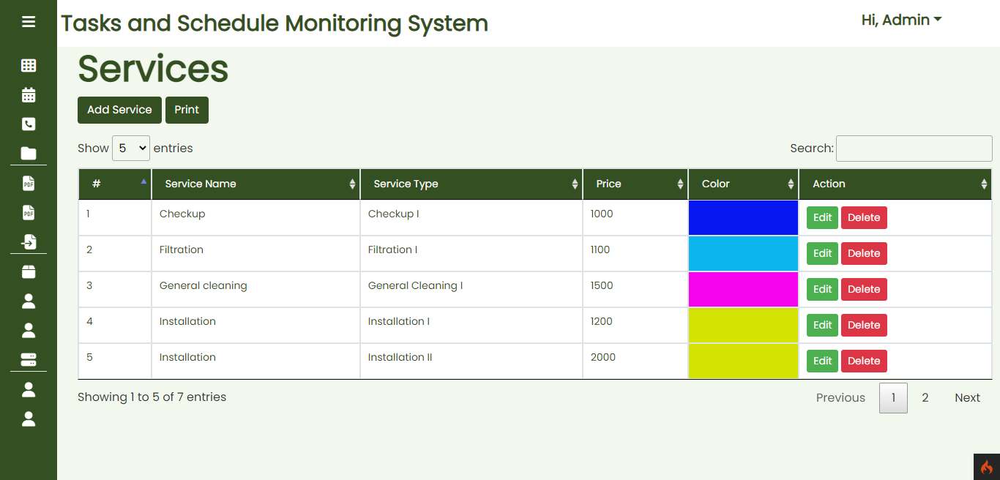 Tasks and Schedule Monitoring System Hi, Admin
Services
Add Service Print
Show 5 entries Search:
# Service Name Service Type Price Color Action
1 Checkup Checkup I 1000 Edit Delete
2 Filtration Filtration I 1100 Edit Delete
3 General cleaning General Cleaning I 1500 Edit Delete
4 Installation Installation I 1200 Edit Delete
5 Installation Installation II 2000 Edit Delete
Showing 1 to 5 of 7 entries Previous 1 2 Next
PDF
PDF